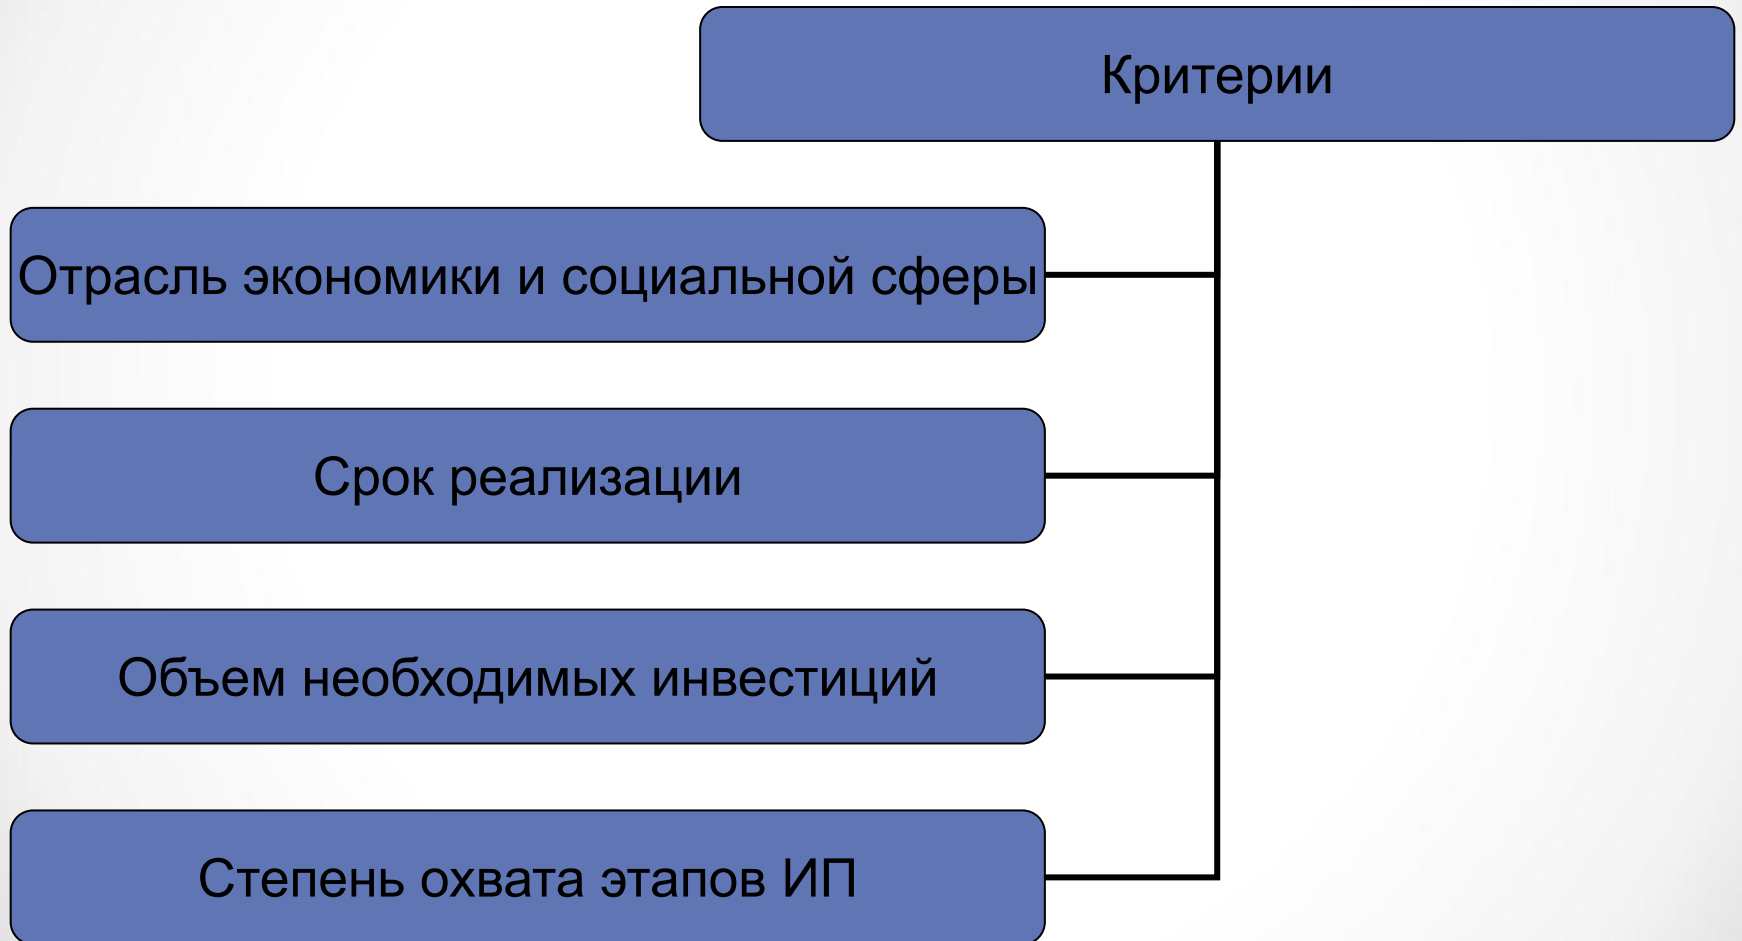 Критерии
Отрасль экономики и социальной сферы
Срок реализации
Объем необходимых инвестиций
Степень охвата этапов ИП